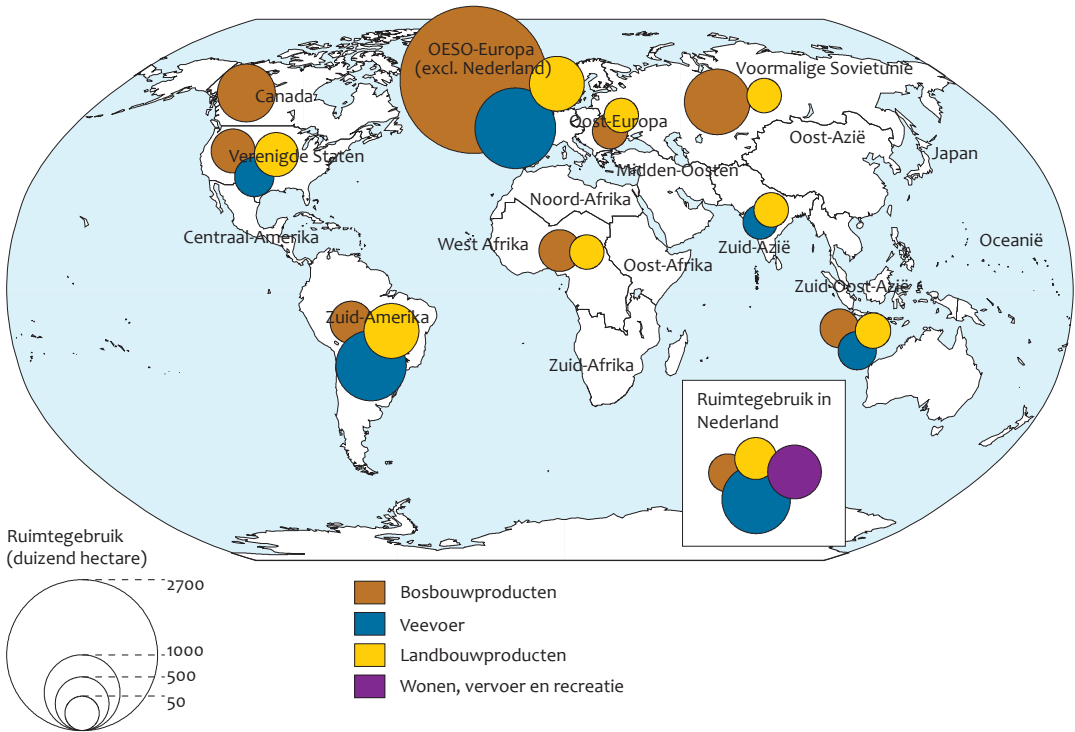 OESO-Europa
(excl. Nederland)
Voormalige Sovietunie
Canada
Oost-Europa
Oost-Azië
Verenigde Staten
Japan
Midden-Oosten
Noord-Afrika
Centraal-Amerika
West Afrika
Zuid-Azië
Oceanië
Oost-Afrika
Zuid-Oost-Azië
Zuid-Amerika
Zuid-Afrika
Ruimtegebruik in
Nederland
Ruimtegebruik
(duizend hectare)
2700
1000
500
50
Bosbouwproducten
Veevoer
Landbouwproducten
Wonen, vervoer en recreatie